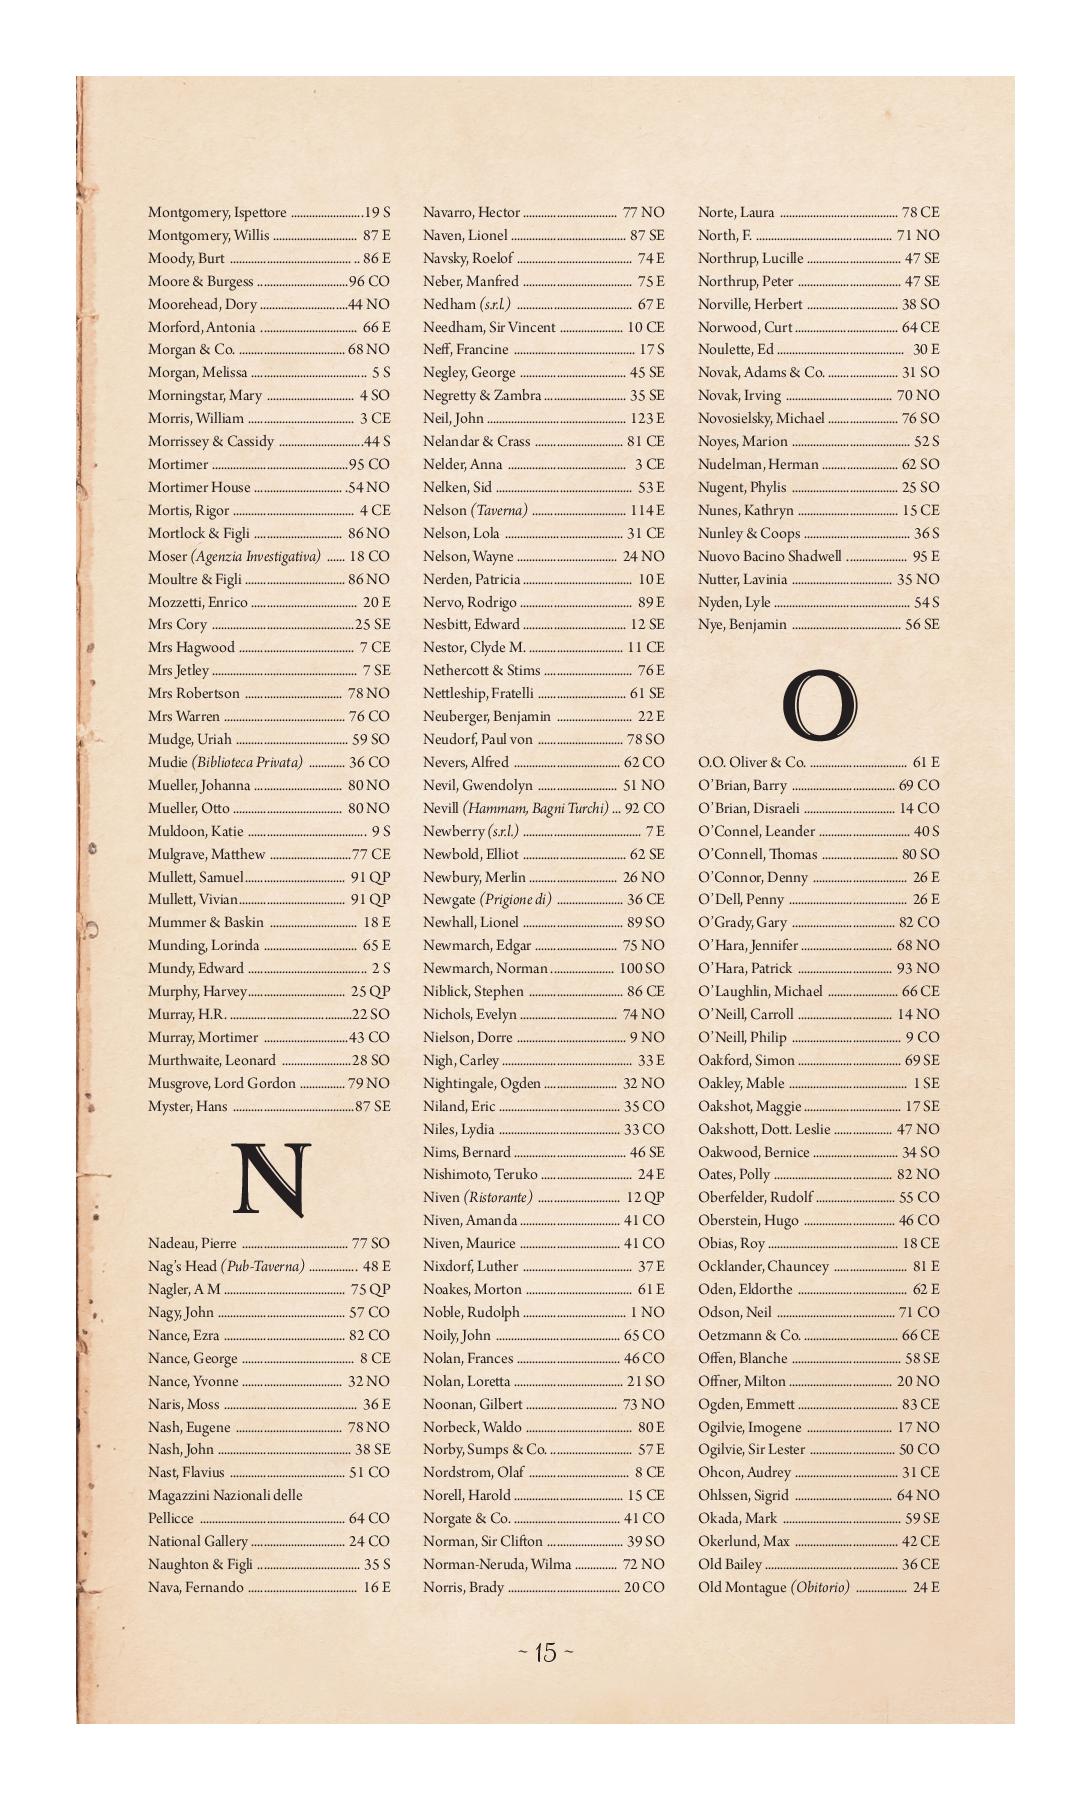 Montgomery, Ispettore ........................19 S
Montgomery, Willis ............................ 87 E
Moody, Burt .......................................... 86 E
Moore & Burgess ..............................96 CO
Moorehead, Dory .............................44 NO
Morford, Antonia ................................ 66 E
Morgan & Co. ................................... 68 NO
Morgan, Melissa ...................................... 5 S
Morningstar, Mary .............................. 4 SO
Morris, William .................................... 3 CE
Morrissey & Cassidy ............................44 S
Mortimer .............................................95 CO
Mortimer House ...............................54 NO
Mortis, Rigor ........................................ 4 CE
Mortlock & Figli .............................. 86 NO
Moser (Agenzia Investigativa) ...... 18 CO
Moultre & Figli ................................. 86 NO
Mozzetti, Enrico ................................... 20 E
Mrs Cory ...............................................25 SE
Mrs Hagwood ...................................... 7 CE
Mrs Jetley ................................................ 7 SE
Mrs Robertson ................................ 78 NO
Mrs Warren ........................................ 76 CO
Mudge, Uriah ..................................... 59 SO
Mudie (Biblioteca Privata) ............ 36 CO
Mueller, Johanna .............................. 80 NO
Mueller, Otto .................................... 80 NO
Muldoon, Katie ....................................... 9 S
Mulgrave, Matthew ...........................77 CE
Mullett, Samuel................................. 91 QP
Mullett, Vivian................................... 91 QP
Mummer & Baskin ............................. 18 E
Munding, Lorinda ............................... 65 E
Mundy, Edward ....................................... 2 S
Murphy, Harvey................................ 25 QP
Murray, H.R. .........................................22 SO
Murray, Mortimer ..............................43 CO
Murthwaite, Leonard .......................28 SO
Musgrove, Lord Gordon ............... 79 NO
Myster, Hans ........................................87 SE
N
Nadeau, Pierre ................................... 77 SO
Nag's Head (Pub-Taverna) ................ 48 E
Nagler, A M ......................................... 75 QP
Nagy, John ............................................ 57 CO
Nance, Ezra ......................................... 82 CO
Nance, George ..................................... 8 CE
Nance, Yvonne ................................... 32 NO
Naris, Moss ............................................ 36 E
Nash, Eugene .................................... 78 NO
Nash, John ............................................. 38 SE
Nast, Flavius ...................................... 51 CO
Magazzini Nazionali delle
Pellicce ................................................ 64 CO
National Gallery ................................ 24 CO
Naughton & Figli .................................. 35 S
Nava, Fernando .................................... 16 E
Navarro, Hector ............................... 77 NO
Naven, Lionel ....................................... 87 SE
Navsky, Roelof ...................................... 74 E
Neber, Manfred .................................... 75 E
Nedham (s.r.l.) ...................................... 67 E
Needham, Sir Vincent ..................... 10 CE
Neff, Francine ........................................ 17 S
Negley, George .................................... 45 SE
Negretty & Zambra ........................... 35 SE
Neil, John ............................................. 123 E
Nelandar & Crass ............................. 81 CE
Nelder, Anna ....................................... 3 CE
Nelken, Sid .............................................. 53 E
Nelson (Taverna) ................................ 114 E
Nelson, Lola ....................................... 31 CE
Nelson, Wayne .................................. 24 NO
Nerden, Patricia .................................... 10 E
Nervo, Rodrigo ..................................... 89 E
Nesbitt, Edward ................................... 12 SE
Nestor, Clyde M. ............................... 11 CE
Nethercott & Stims .............................. 76 E
Nettleship, Fratelli ............................. 61 SE
Neuberger, Benjamin ......................... 22 E
Neudorf, Paul von ............................ 78 SO
Nevers, Alfred .................................... 62 CO
Nevil, Gwendolyn ............................ 51 NO
Nevill (Hammam, Bagni Turchi) ... 92 CO
Newberry (s.r.l.) ..................................... 7 E
Newbold, Elliot .................................. 62 SE
Newbury, Merlin .............................. 26 NO
Newgate (Prigione di) ...................... 36 CE
Newhall, Lionel .................................. 89 SO
Newmarch, Edgar ........................... 75 NO
Newmarch, Norman ..................... 100 SO
Niblick, Stephen ............................... 86 CE
Nichols, Evelyn ................................. 74 NO
Nielson, Dorre ..................................... 9 NO
Nigh, Carley ........................................... 33 E
Nightingale, Ogden ......................... 32 NO
Niland, Eric ......................................... 35 CO
Niles, Lydia ......................................... 33 CO
Nims, Bernard ..................................... 46 SE
Nishimoto, Teruko ............................... 24 E
Niven (Ristorante) ........................... 12 QP
Niven, Amanda ................................. 41 CO
Niven, Maurice .................................. 41 CO
Nixdorf, Luther ..................................... 37 E
Noakes, Morton .................................... 61 E
Noble, Rudolph .................................... 1 NO
Noily, John .......................................... 65 CO
Nolan, Frances ................................... 46 CO
Nolan, Loretta .................................... 21 SO
Noonan, Gilbert ............................... 73 NO
Norbeck, Waldo .................................... 80 E
Norby, Sumps & Co. ........................... 57 E
Nordstrom, Olaf .................................. 8 CE
Norell, Harold .................................... 15 CE
Norgate & Co. .................................... 41 CO
Norman, Sir Clifton .......................... 39 SO
Norman-Neruda, Wilma .............. 72 NO
Norris, Brady ...................................... 20 CO
Norte, Laura ....................................... 78 CE
North, F. .............................................. 71 NO
Northrup, Lucille ................................ 47 SE
Northrup, Peter ................................... 47 SE
Norville, Herbert ............................... 38 SO
Norwood, Curt ................................... 64 CE
Noulette, Ed .......................................... 30 E
Novak, Adams & Co. ......................... 31 SO
Novak, Irving ..................................... 70 NO
Novosielsky, Michael ........................ 76 SO
Noyes, Marion ....................................... 52 S
Nudelman, Herman .......................... 62 SO
Nugent, Phylis .................................... 25 SO
Nunes, Kathryn .................................. 15 CE
Nunley & Coops .................................... 36 S
Nuovo Bacino Shadwell .................... 95 E
Nutter, Lavinia .................................. 35 NO
Nyden, Lyle ............................................. 54 S
Nye, Benjamin .................................... 56 SE
O
O.O. Oliver & Co. ................................ 61 E
O'Brian, Barry ................................... 69 CO
O'Brian, Disraeli ............................... 14 CO
O'Connel, Leander ............................... 40 S
O'Connell, Thomas ......................... 80 SO
O'Connor, Denny ................................ 26 E
O'Dell, Penny ........................................ 26 E
O'Grady, Gary .................................... 82 CO
O'Hara, Jennifer ............................... 68 NO
O'Hara, Patrick ................................. 93 NO
O'Laughlin, Michael ....................... 66 CE
O'Neill, Carroll ................................. 14 NO
O'Neill, Philip ...................................... 9 CO
Oakford, Simon ................................... 69 SE
Oakley, Mable ........................................ 1 SE
Oakshot, Maggie ................................. 17 SE
Oakshott, Dott. Leslie ................... 47 NO
Oakwood, Bernice ............................ 34 SO
Oates, Polly ........................................ 82 NO
Oberfelder, Rudolf ........................... 55 CO
Oberstein, Hugo ............................... 46 CO
Obias, Roy ............................................ 18 CE
Ocklander, Chauncey ......................... 81 E
Oden, Eldorthe ..................................... 62 E
Odson, Neil ........................................ 71 CO
Oetzmann & Co. ............................... 66 CE
Offen, Blanche .................................... 58 SE
Offner, Milton ................................... 20 NO
Ogden, Emmett ................................. 83 CE
Ogilvie, Imogene .............................. 17 NO
Ogilvie, Sir Lester ............................. 50 CO
Ohcon, Audrey ................................... 31 CE
Ohlssen, Sigrid .................................. 64 NO
Okada, Mark ........................................ 59 SE
Okerlund, Max ................................... 42 CE
Old Bailey ............................................. 36 CE
Old Montague (Obitorio) ................. 24 E
~ 15 ~